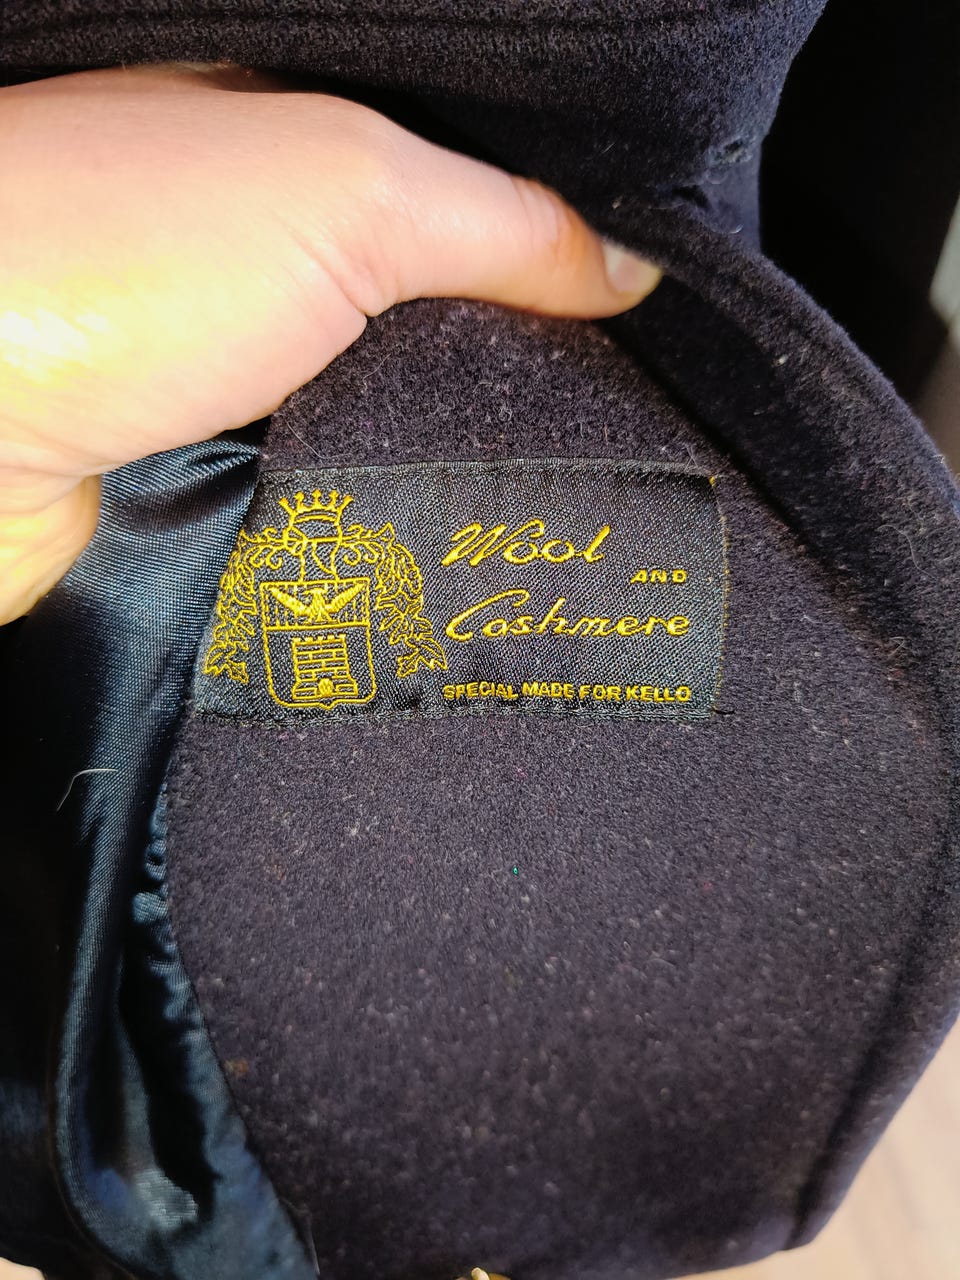 Wool
AND
Cashmere
SPECIAL MADE FOR KELLO